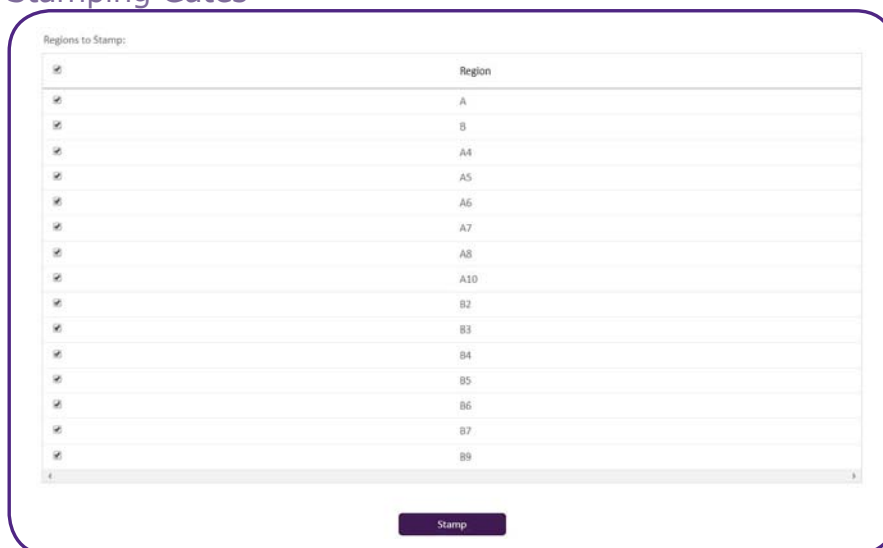 Stamping Gates
Regions to Stamp:
Region
A
B
A4
A5
A6
A7
A8
A10
B2
B3
B4
B5
B6
B7
B9
Stamp